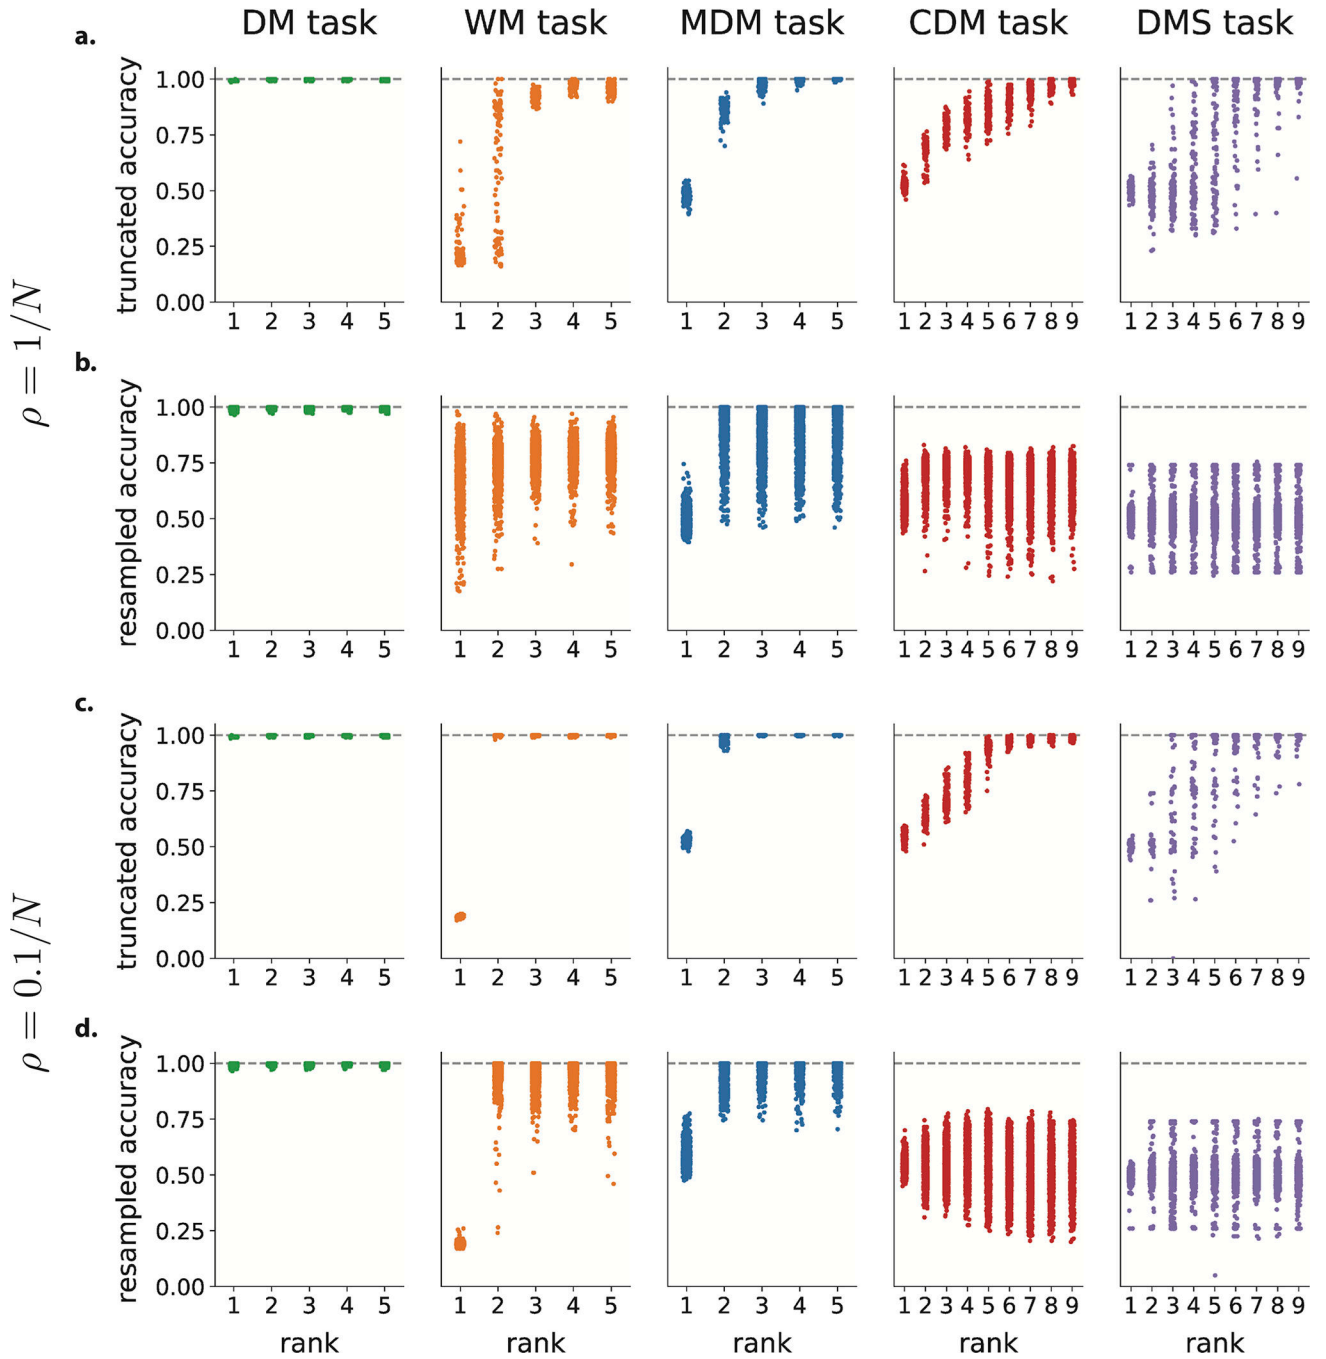 DM task WM task MDM task CDM task DMS task
a.
ρ = 1/N
truncated accuracy
1.00
0.75
0.50
0.25
0.00
1 2 3 4 5 1 2 3 4 5 1 2 3 4 5 1 2 3 4 5 6 7 8 9 1 2 3 4 5 6 7 8 9
b.
resampled accuracy
1.00
0.75
0.50
0.25
0.00
1 2 3 4 5 1 2 3 4 5 1 2 3 4 5 1 2 3 4 5 6 7 8 9 1 2 3 4 5 6 7 8 9
c.
ρ = 0.1/N
truncated accuracy
1.00
0.75
0.50
0.25
0.00
1 2 3 4 5 1 2 3 4 5 1 2 3 4 5 1 2 3 4 5 6 7 8 9 1 2 3 4 5 6 7 8 9
d.
resampled accuracy
1.00
0.75
0.50
0.25
0.00
1 2 3 4 5 1 2 3 4 5 1 2 3 4 5 1 2 3 4 5 6 7 8 9 1 2 3 4 5 6 7 8 9
rank rank rank rank rank